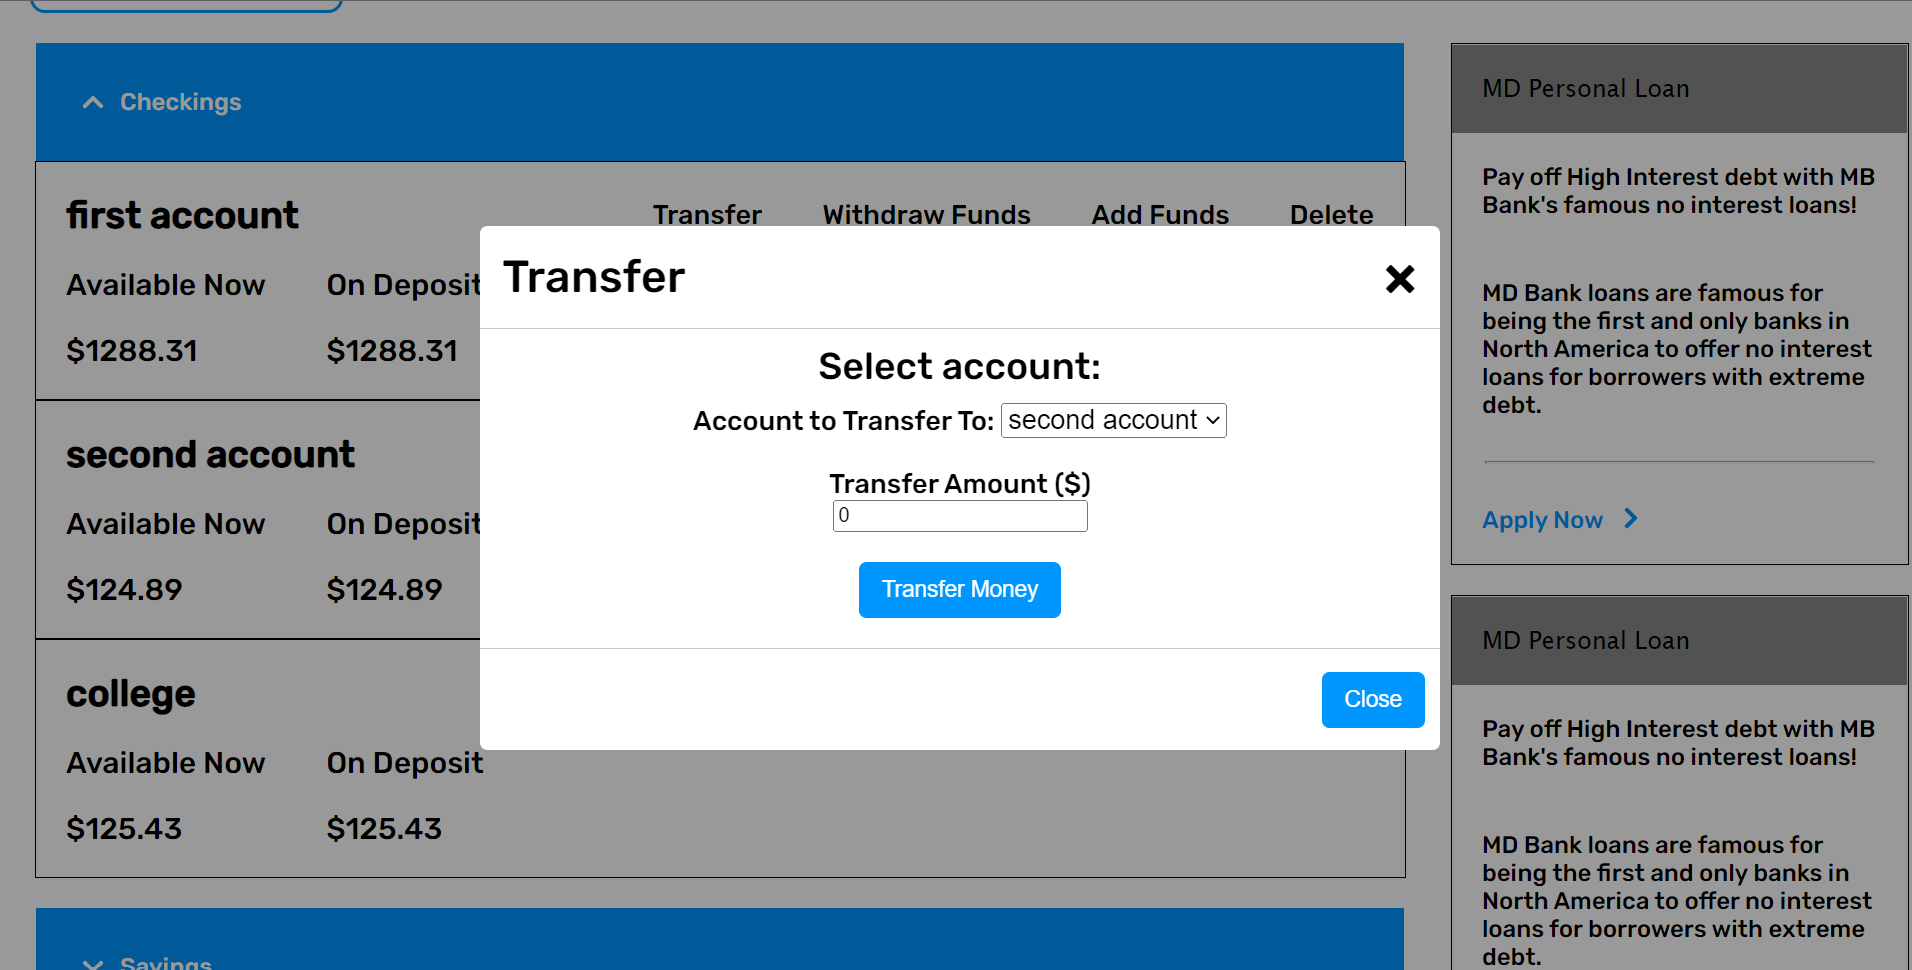 Checkings
first account
Transfer Withdraw Funds Add Funds Delete
Available Now On Deposit
$1288.31 $1288.31
second account
Available Now On Deposit
$124.89 $124.89
college
Available Now On Deposit
$125.43 $125.43
Savings
Transfer
Select account:
Account to Transfer To: second account
Transfer Amount ($)
0
Transfer Money
Close
MD Personal Loan
Pay off High Interest debt with MB
Bank's famous no interest loans!
MD Bank loans are famous for
being the first and only banks in
North America to offer no interest
loans for borrowers with extreme
debt.
Apply Now
MD Personal Loan
Pay off High Interest debt with MB
Bank's famous no interest loans!
MD Bank loans are famous for
being the first and only banks in
North America to offer no interest
loans for borrowers with extreme
debt.